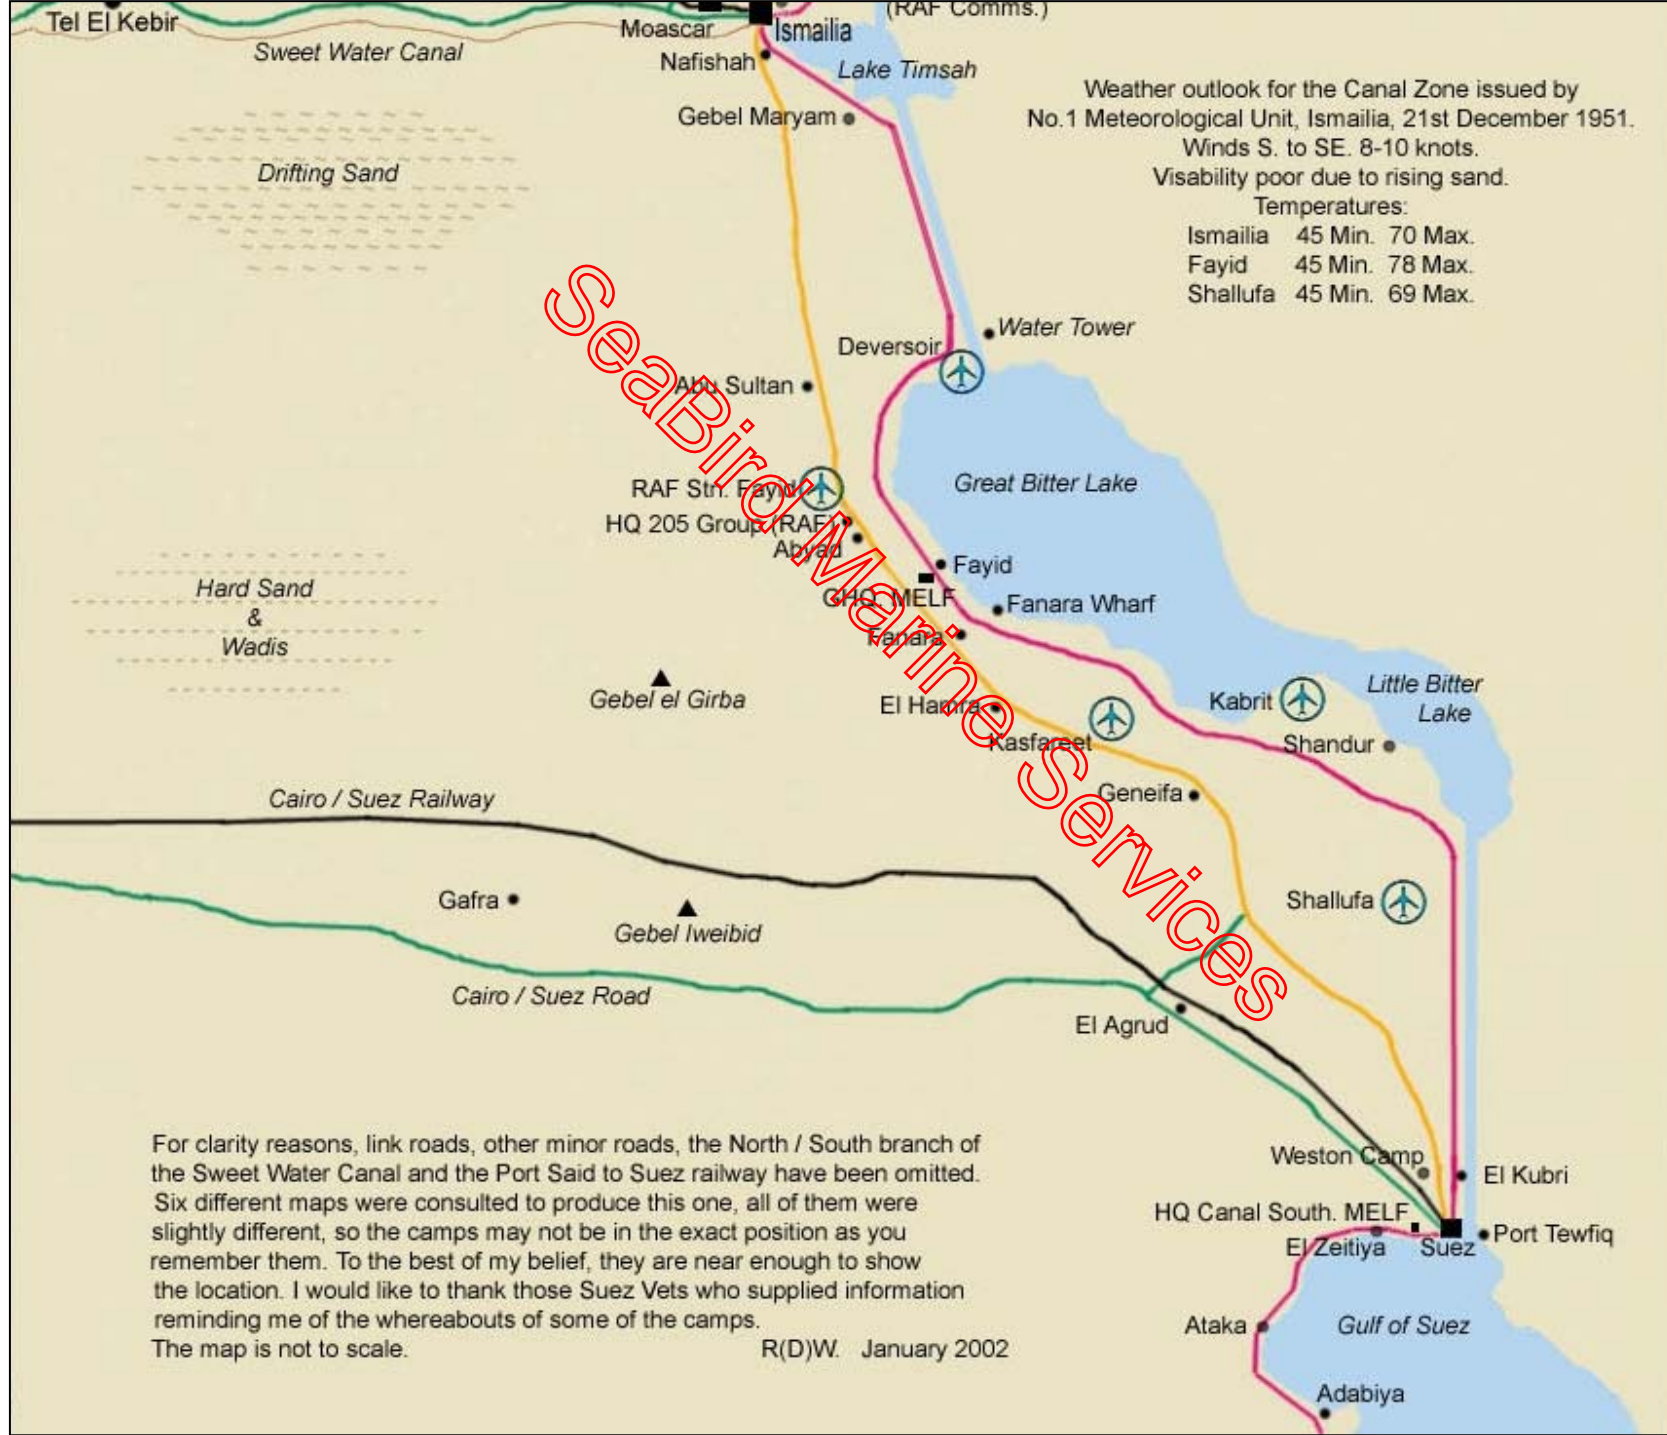 (RAF Comms.)
Tel El Kebir
Moascar
Ismailia
Sweet Water Canal
Nafishah
Lake Timsah
Gebel Maryam
Weather outlook for the Canal Zone issued by
No.1 Meteorological Unit, Ismailia, 21st December 1951.
Winds S. to SE. 8-10 knots.
Visability poor due to rising sand.
Temperatures:
Ismailia 45 Min. 70 Max.
Fayid 45 Min. 78 Max.
Shallufa 45 Min. 69 Max.
Drifting Sand
Water Tower
Deversoir
Abu Sultan
SeaBird Marine Services
Great Bitter Lake
RAF Stn. Fayid
HQ 205 Group (RAF)
Abyad
Fayid
GHQ. MELF
Fanara Wharf
Fanara
Hard Sand
&
Wadis
Gebel el Girba
El Hamra
Kabrit
Little Bitter
Lake
Kasfareet
Shandur
Geneifa
Cairo / Suez Railway
Gafra
Shallufa
Gebel Iweibid
Cairo / Suez Road
El Agrud
For clarity reasons, link roads, other minor roads, the North / South branch of
the Sweet Water Canal and the Port Said to Suez railway have been omitted.
Six different maps were consulted to produce this one, all of them were
slightly different, so the camps may not be in the exact position as you
remember them. To the best of my belief, they are near enough to show
the location. I would like to thank those Suez Vets who supplied information
reminding me of the whereabouts of some of the camps.
The map is not to scale.
R(D)W. January 2002
Weston Camp
El Kubri
HQ Canal South. MELF
El Zeitiya
Suez
Port Tewfiq
Ataka
Gulf of Suez
Adabiya